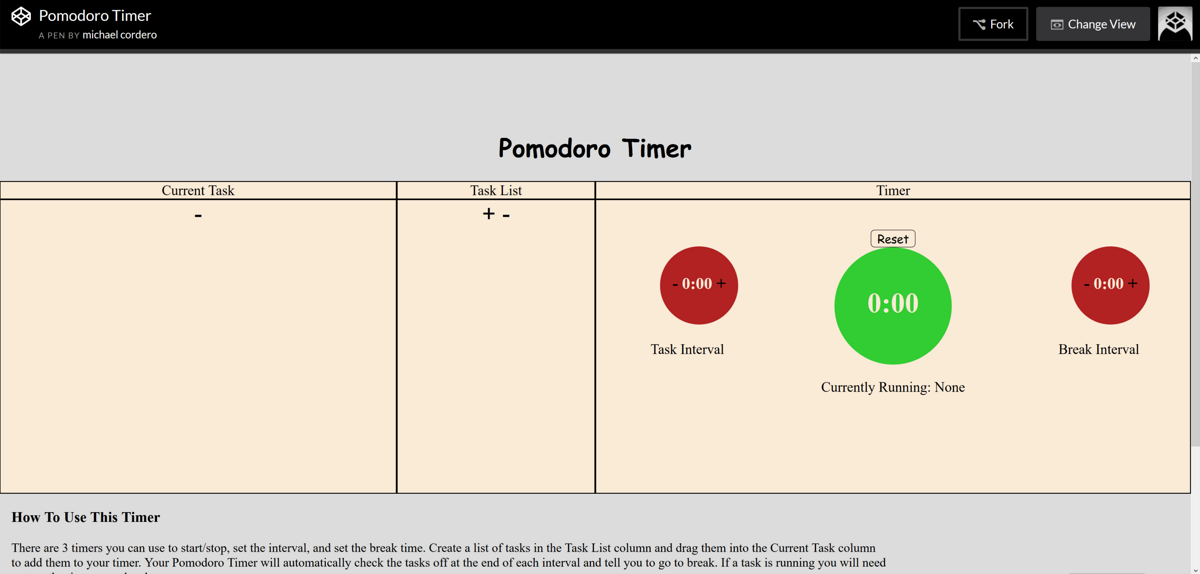 Pomodoro Timer
A PEN BY michael cordero
Fork
Change View
Pomodoro Timer
Current Task
Task List
Timer
-
+ -
Reset
- 0:00 +
0:00
- 0:00 +
Task Interval
Break Interval
Currently Running: None
How To Use This Timer
There are 3 timers you can use to start/stop, set the interval, and set the break time. Create a list of tasks in the Task List column and drag them into the Current Task column
to add them to your timer. Your Pomodoro Timer will automatically check the tasks off at the end of each interval and tell you to go to break. If a task is running you will need